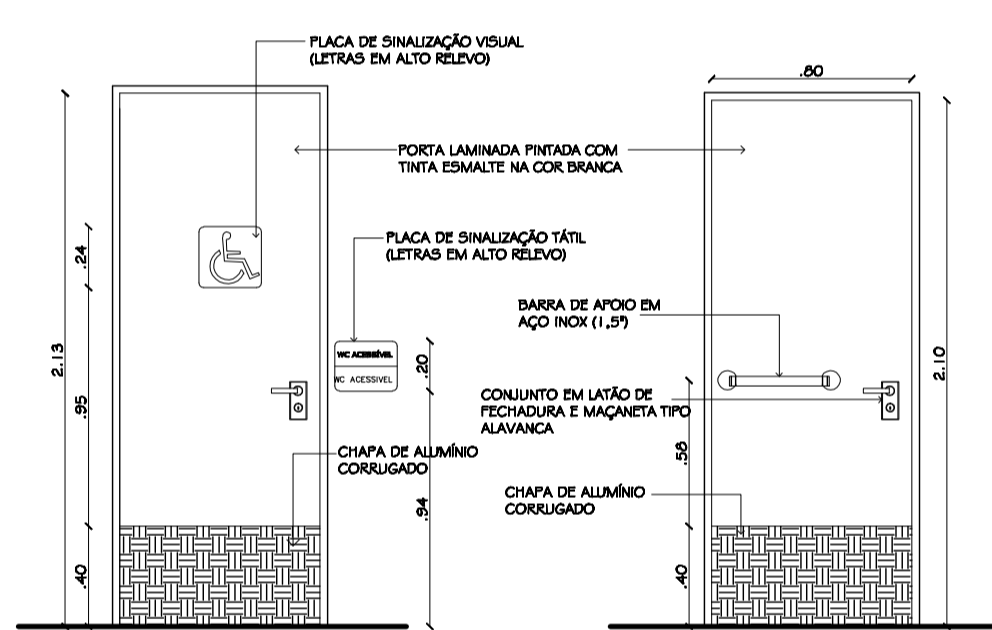 PLACA DE SINALIZAÇÃO VISUAL
(LETRAS EM ALTO RELEVO)
.80
PORTA LAMINADA PINTADA COM
TINTA ESMALTE NA COR BRANCA
.24
PLACA DE SINALIZAÇÃO TÁTIL
(LETRAS EM ALTO RELEVO)
BARRA DE APOIO EM
AÇO INOX (1,5")
2.13
WC ACESSÍVEL
WC ACESSIVEL
.20
2.10
.95
CONJUNTO EM LATÃO DE
FECHADURA E MAÇANETA TIPO
ALAVANCA
.58
CHAPA DE ALUMÍNIO
CORRUGADO
.94
CHAPA DE ALUMÍNIO
CORRUGADO
.40
.40